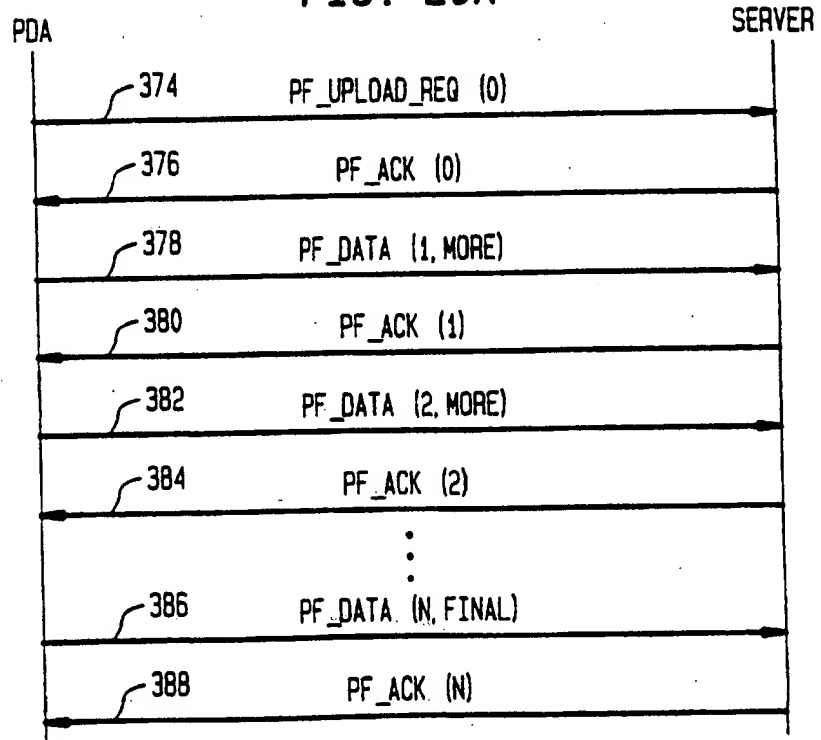 PDA
SERVER
374 PF_UPLOAD_REQ (0)
376 PF_ACK (0)
378 PF_DATA (1, MORE)
380 PF_ACK (1)
382 PF_DATA (2, MORE)
384 PF_ACK (2)
386 PF_DATA (N, FINAL)
388 PF_ACK (N)